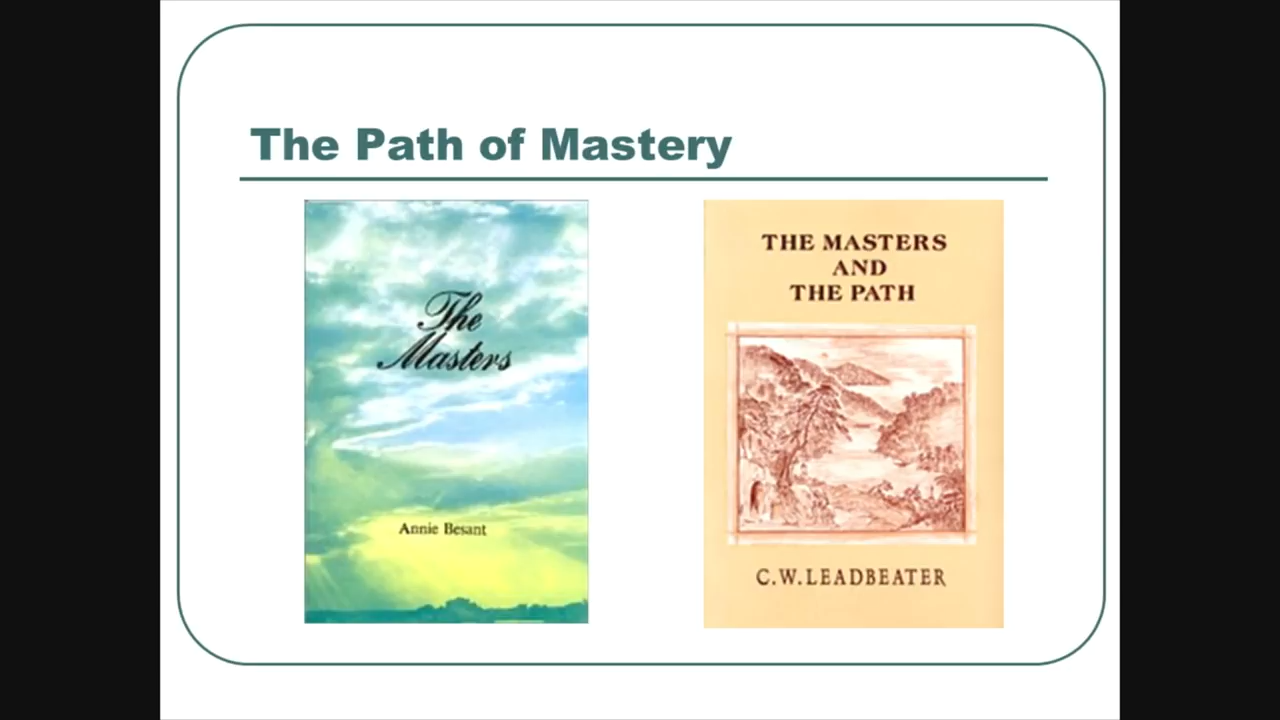 The Path of Mastery
The
Masters
Annie Besant
THE MASTERS
AND
THE PATH
C.W.LEADBEATER